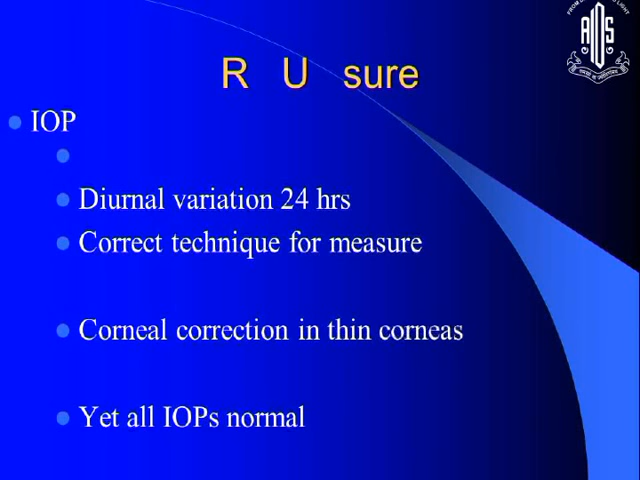 R U sure
IOP
Diurnal variation 24 hrs
Correct technique for measure
Corneal correction in thin corneas
Yet all IOPs normal
AIOS